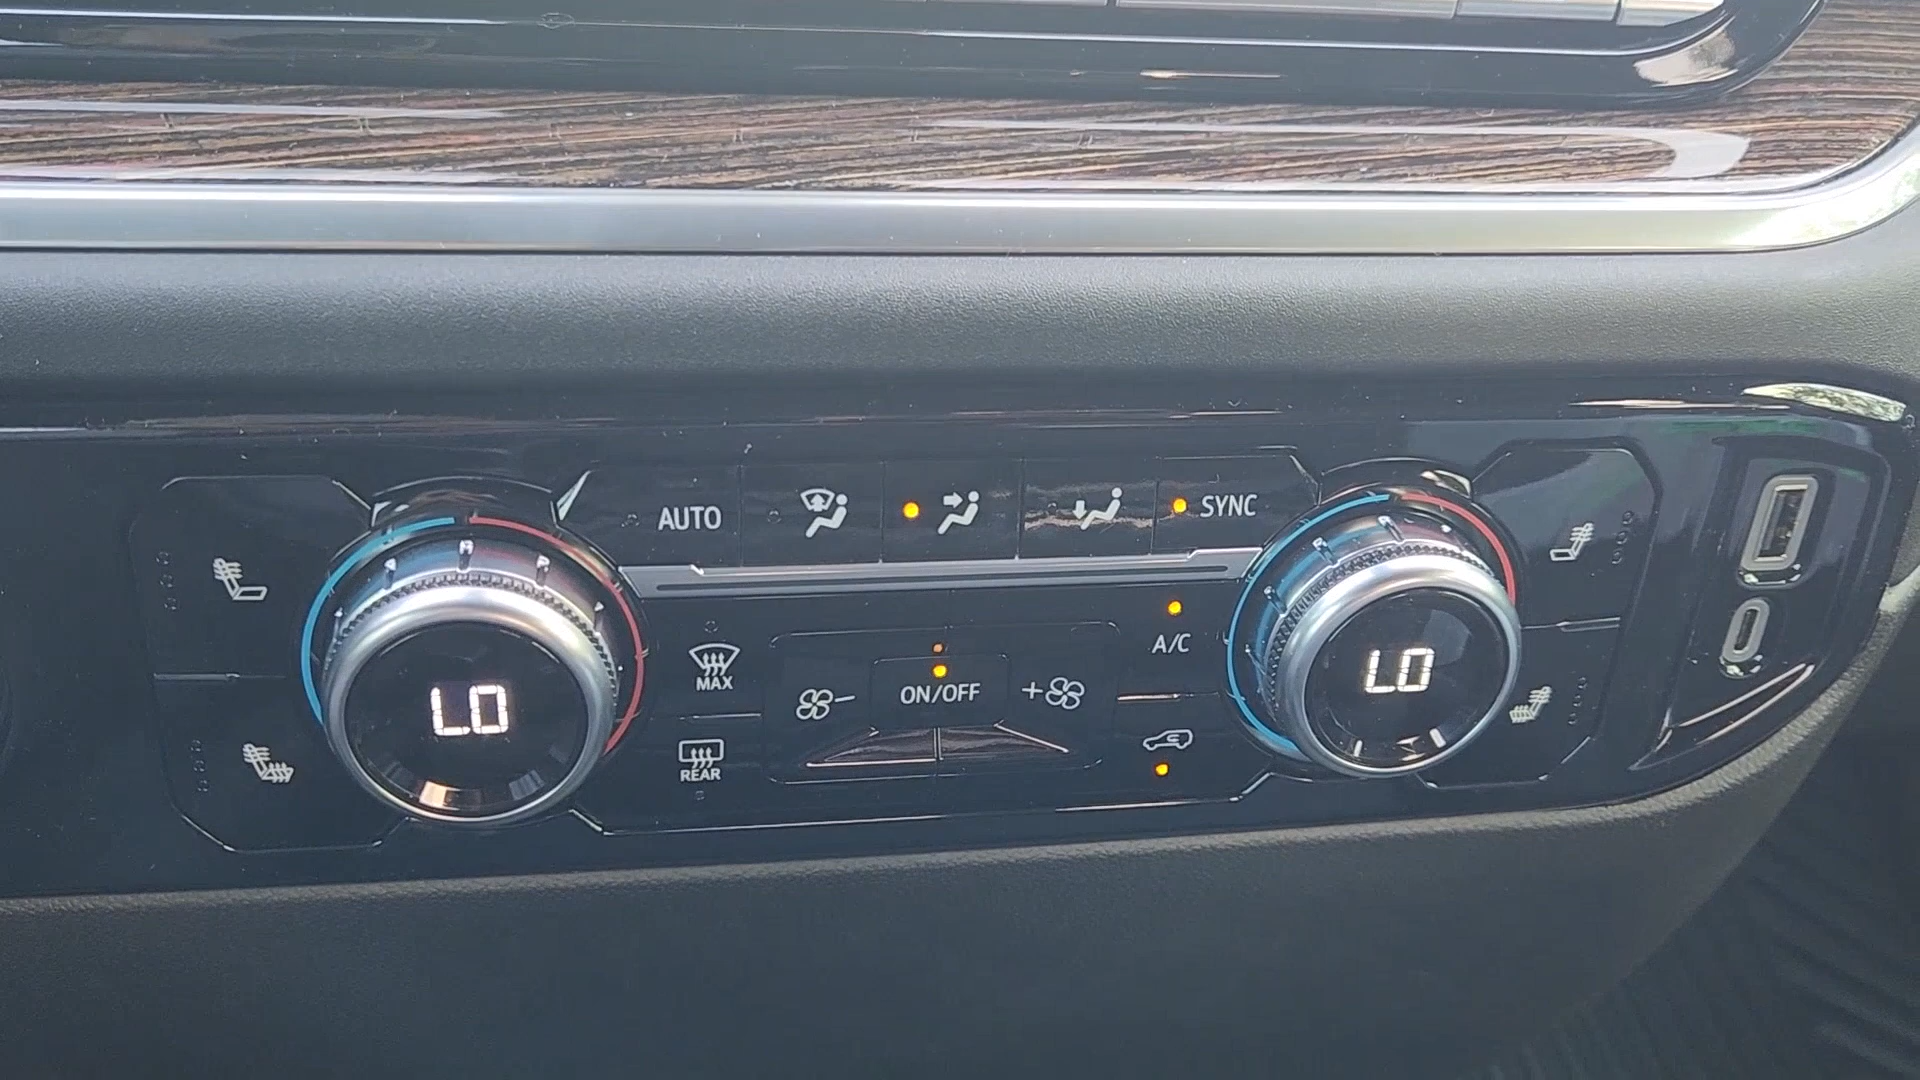 AUTO
SYNC
MAX
REAR
LO
ON/OFF
A/C
LO